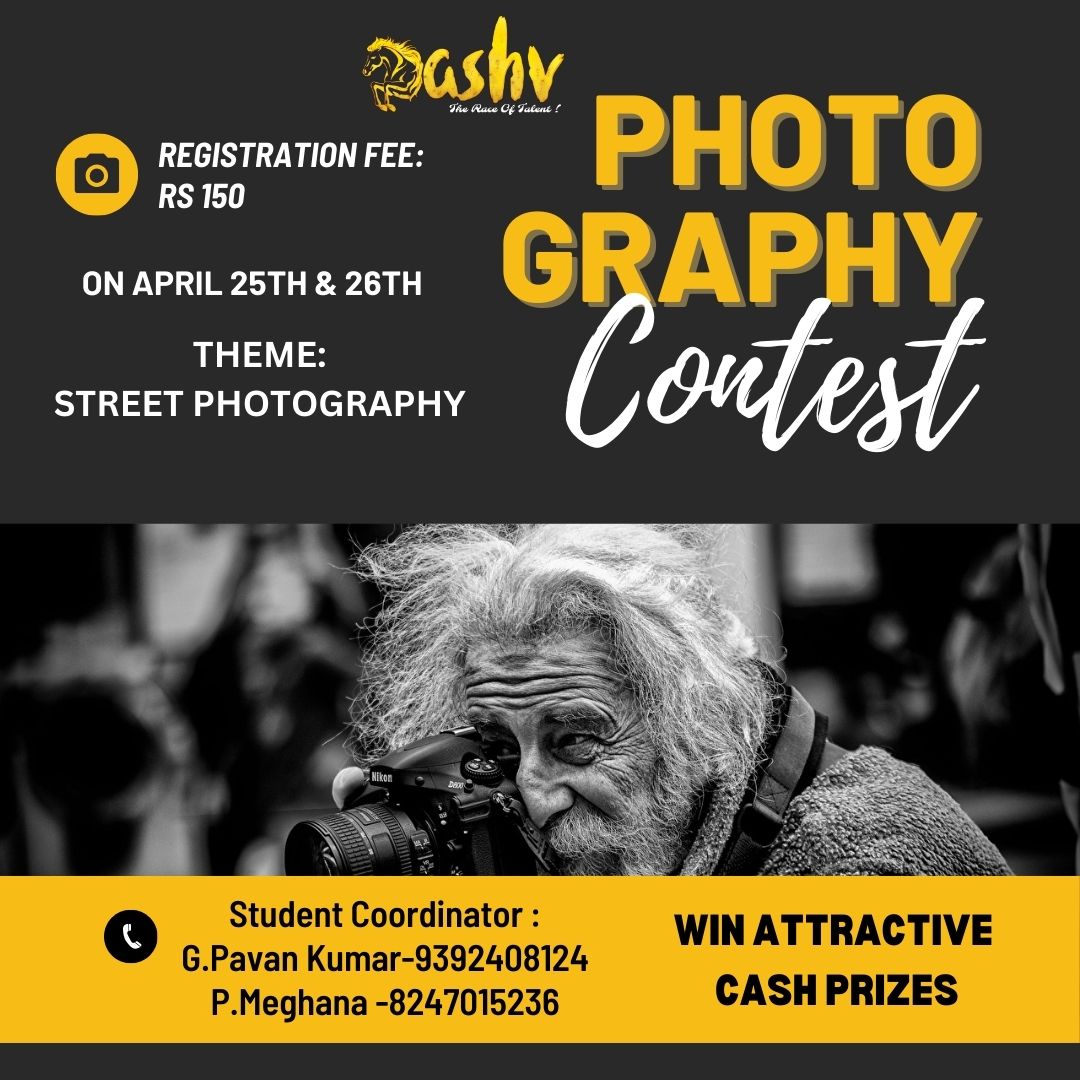 ashv
The Race Of Talent !
REGISTRATION FEE:
RS 150
ON APRIL 25TH & 26TH
THEME:
STREET PHOTOGRAPHY
PHOTO
GRAPHY
Contest
Nikon
D800
Student Coordinator :
G.Pavan Kumar-9392408124
P.Meghana -8247015236
WIN ATTRACTIVE
CASH PRIZES